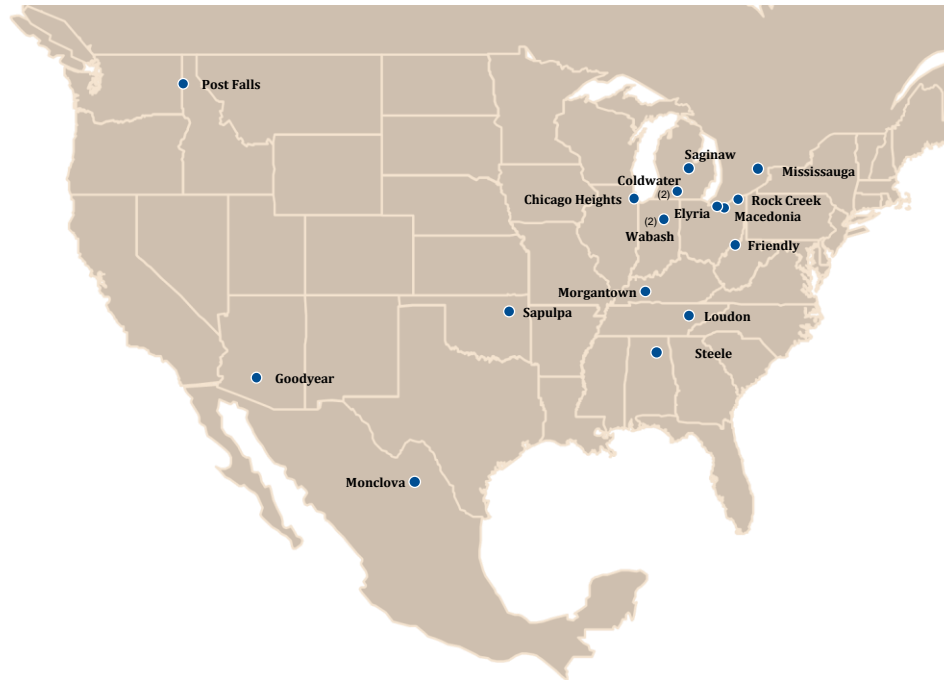 Post Falls
Saginaw
Mississauga
Coldwater
(2)
Chicago Heights
Rock Creek
Elyria
Macedonia
(2)
Wabash
Friendly
Morgantown
Sapulpa
Loudon
Steele
Goodyear
Monclova